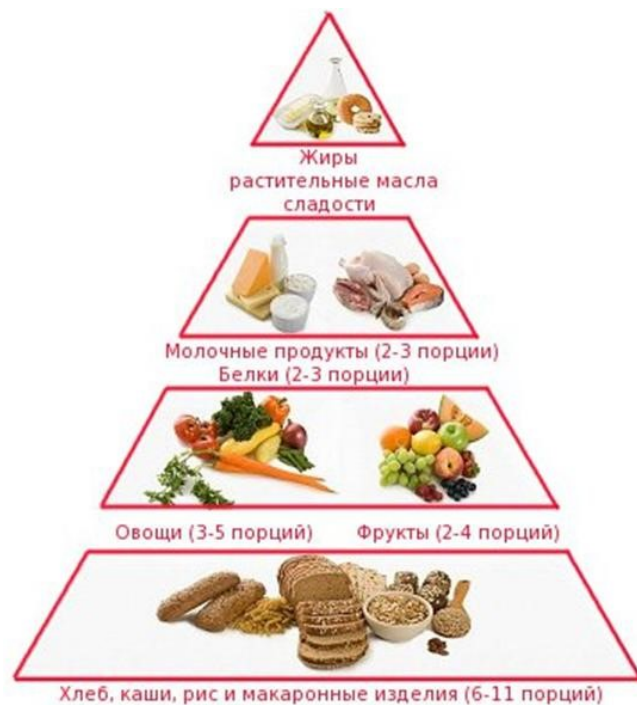 Жиры
растительные масла
сладости
Молочные продукты (2-3 порции)
Белки (2-3 порции)
Овощи (3-5 порций)
Фрукты (2-4 порций)
Хлеб, каши, рис и макаронные изделия (6-11 порций)